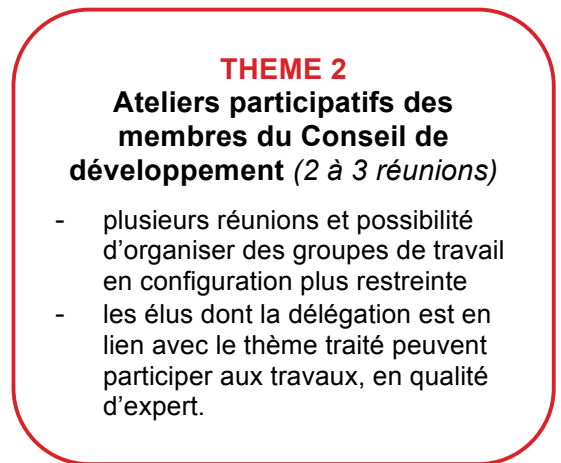 THEME 2
Ateliers participatifs des
membres du Conseil de
développement (2 à 3 réunions)
- plusieurs réunions et possibilité
d’organiser des groupes de travail
en configuration plus restreinte
- les élus dont la délégation est en
lien avec le thème traité peuvent
participer aux travaux, en qualité
d’expert.